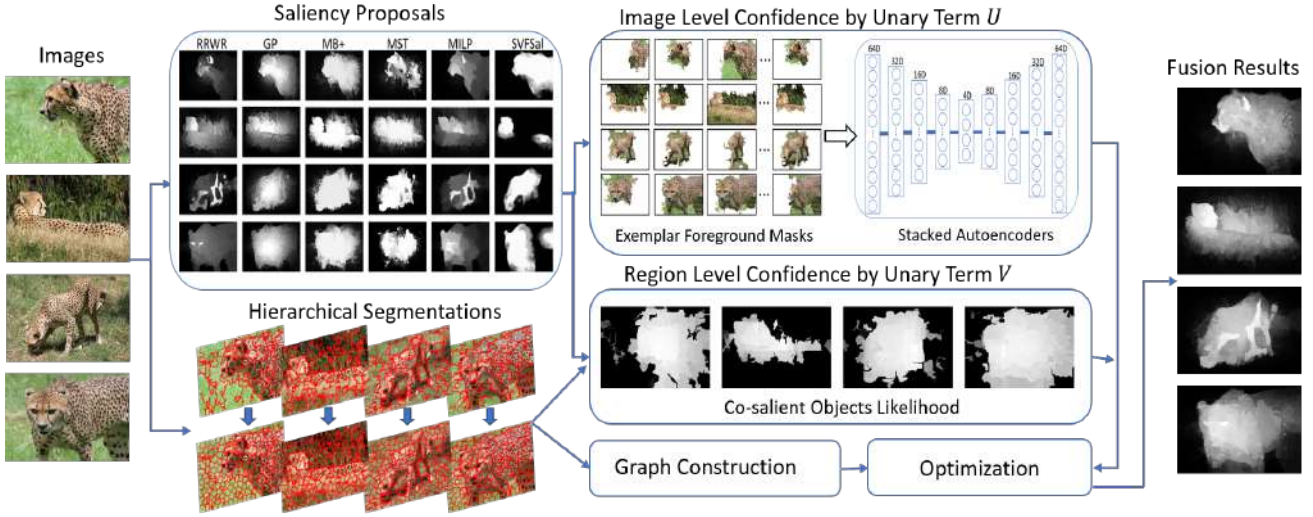 Saliency Proposals
Image Level Confidence by Unary Term U
Images
RRWR GP MB+ MST MILP SVFSal
64D 32D 16D 8D 4D 8D 16D 32D 64D
Fusion Results
Exemplar Foreground Masks
Stacked Autoencoders
Region Level Confidence by Unary Term V
Hierarchical Segmentations
Co-salient Objects Likelihood
Graph Construction
Optimization